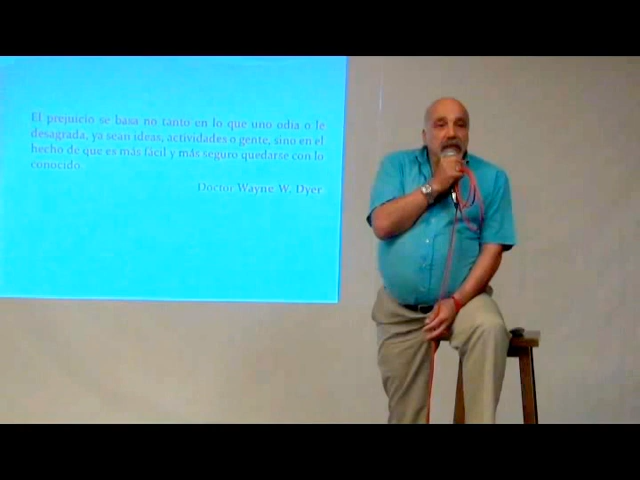 El prejuicio se basa no tanto en lo que uno odia o le
desagrada, ya sean ideas, actividades o gente, sino en el
hecho de que es más fácil y más seguro quedarse con lo
conocido
Doctor Wayne W. Dyer